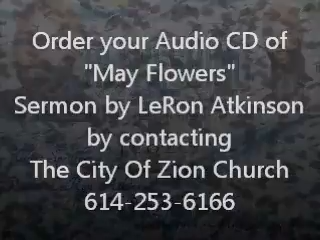 Order your Audio CD of
"May Flowers"
Sermon by LeRon Atkinson
by contacting
The City Of Zion Church
614-253-6166